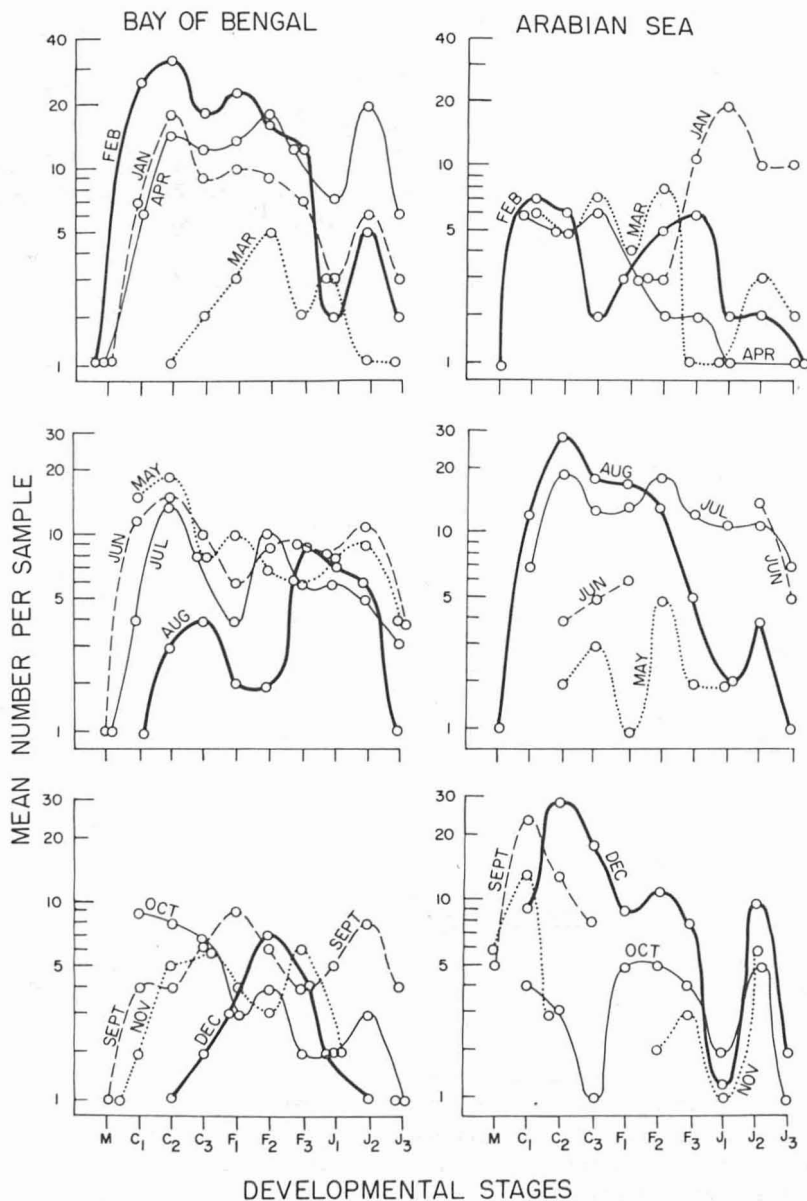 BAY OF BENGAL
ARABIAN SEA
40
20
10
5
1
FEB
JAN
APR
MAR
40
20
10
5
1
FEB
MAR
JAN
APR
MEAN NUMBER PER SAMPLE
30
20
10
5
1
MAY
JUN
JUL
AUG
30
20
10
5
1
AUG
JUL
JUN
JUN
MAY
30
20
10
5
1
OCT
SEPT
SEPT
NOV
DEC
M C1 C2 C3 F1 F2 F3 J1 J2 J3
30
20
10
5
1
SEPT
DEC
OCT
NOV
M C1 C2 C3 F1 F2 F3 J1 J2 J3
DEVELOPMENTAL STAGES